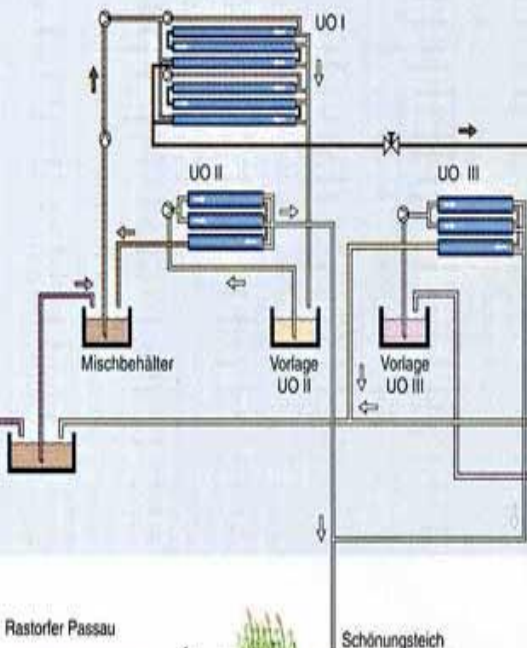 UO I
UO II
UO III
Mischbehälter
Vorlage
UO II
Vorlage
UO III
Rastorfer Passau
Schönungsteich